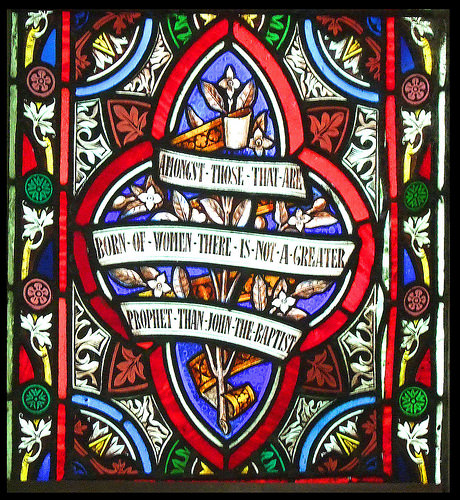 AMONGST · THOSE · THAT · ARE
BORN · OF · WOMEN · THERE · IS · NOT · A · GREATER
PROPHET · THAN · JOHN · THE · BAPTIST